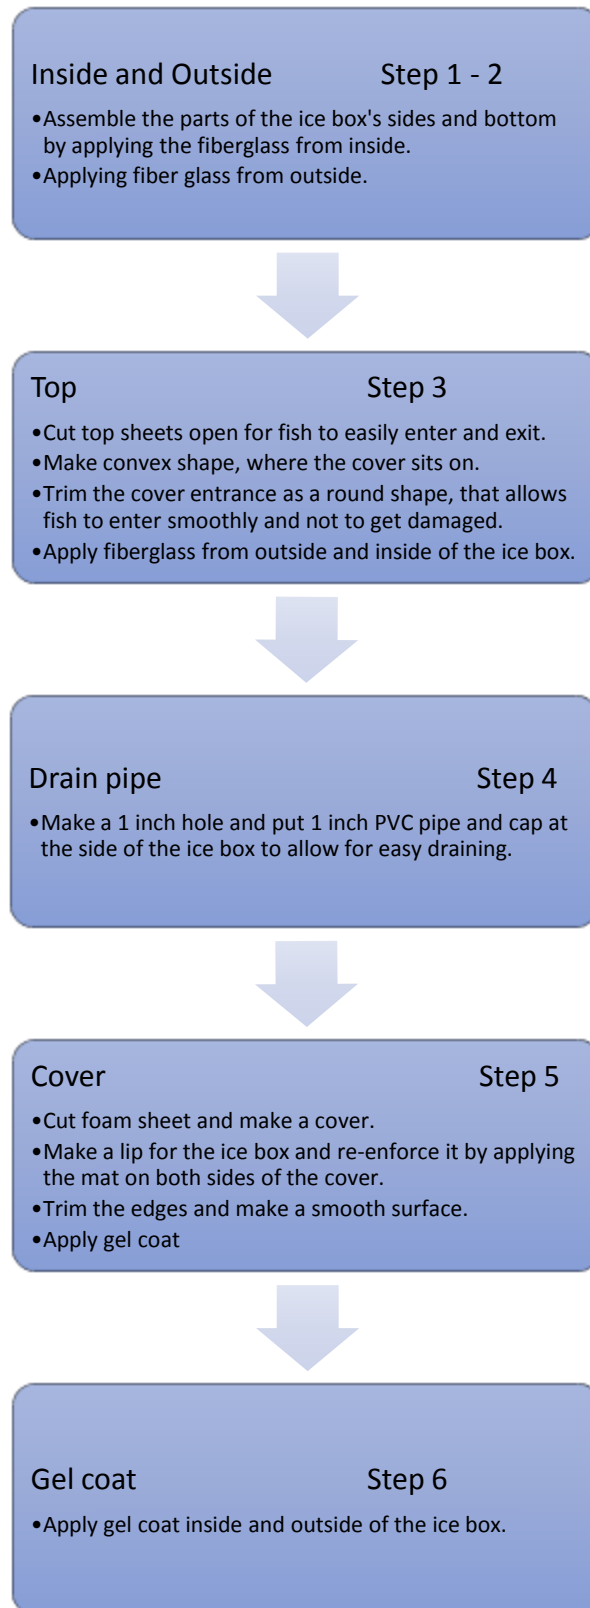 Inside and Outside Step 1 - 2
•Assemble the parts of the ice box's sides and bottom
by applying the fiberglass from inside.
•Applying fiber glass from outside.
Top Step 3
•Cut top sheets open for fish to easily enter and exit.
•Make convex shape, where the cover sits on.
•Trim the cover entrance as a round shape, that allows
fish to enter smoothly and not to get damaged.
•Apply fiberglass from outside and inside of the ice box.
Drain pipe Step 4
•Make a 1 inch hole and put 1 inch PVC pipe and cap at
the side of the ice box to allow for easy draining.
Cover Step 5
•Cut foam sheet and make a cover.
•Make a lip for the ice box and re-enforce it by applying
the mat on both sides of the cover.
•Trim the edges and make a smooth surface.
•Apply gel coat
Gel coat Step 6
•Apply gel coat inside and outside of the ice box.